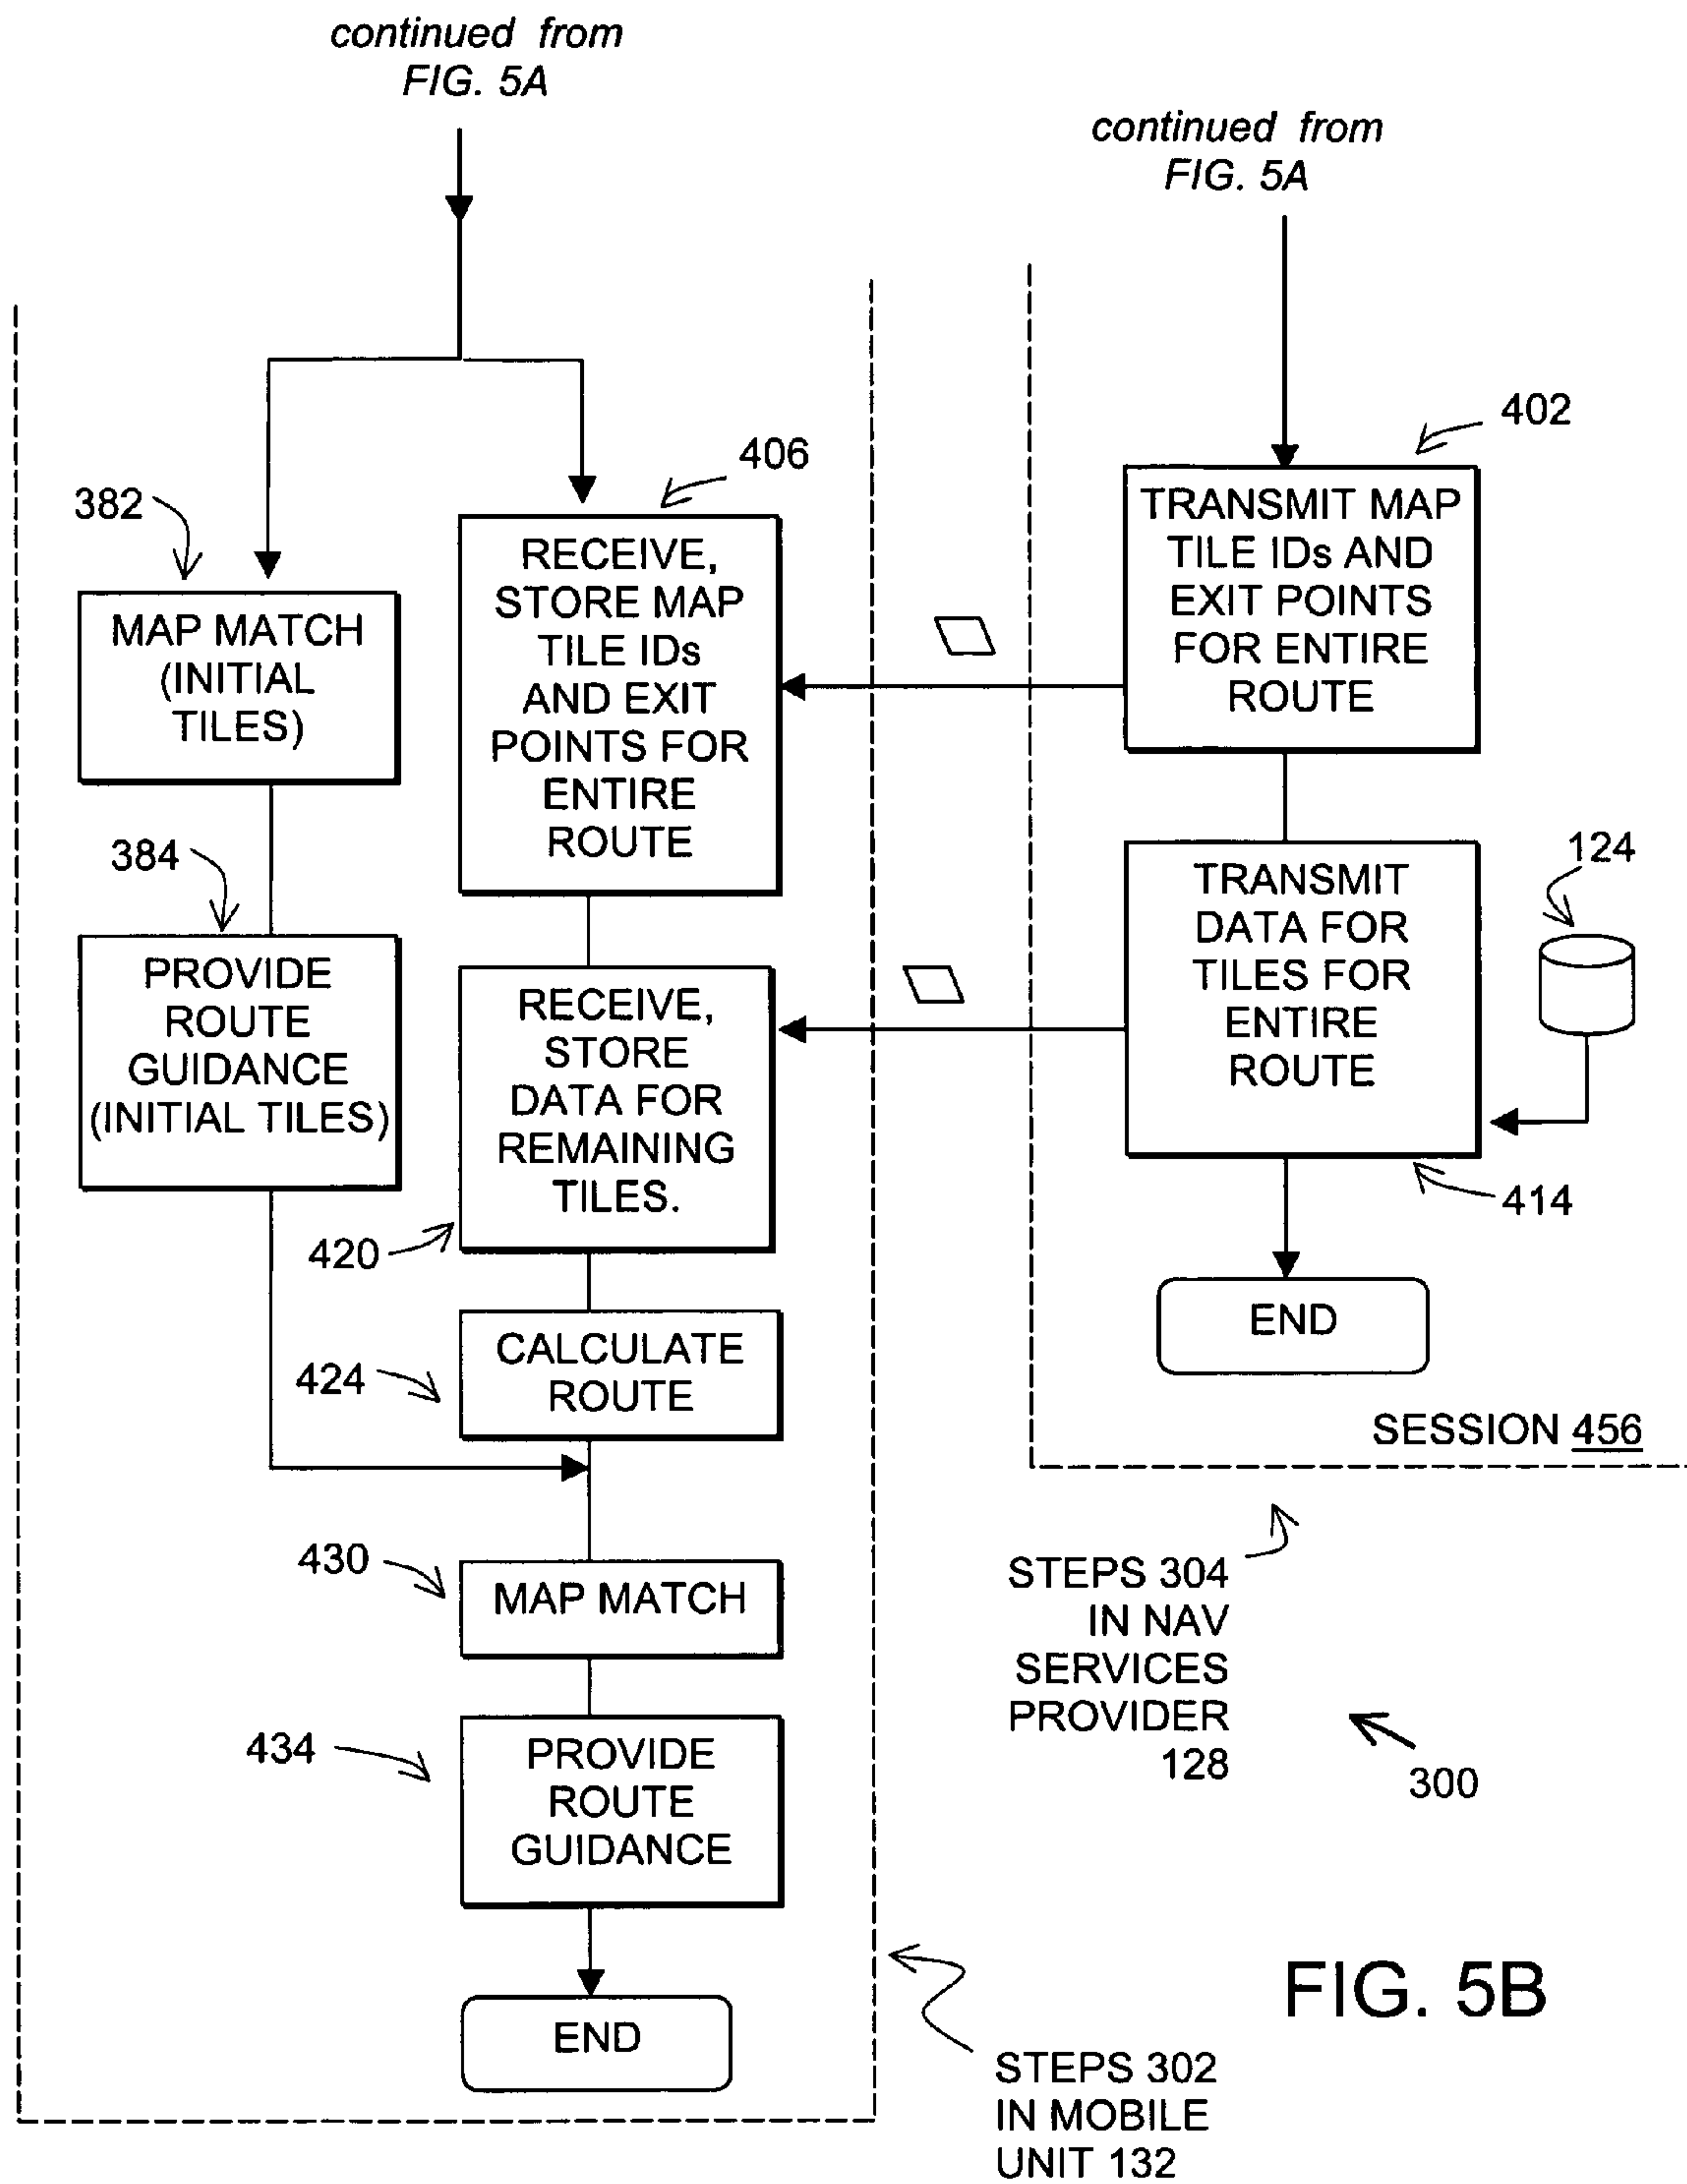 continued from
FIG. 5A
continued from
FIG. 5A
402
406
382
TRANSMIT MAP
TILE IDs AND
EXIT POINTS
FOR ENTIRE
ROUTE
RECEIVE,
STORE MAP
TILE IDs
AND EXIT
POINTS FOR
ENTIRE
ROUTE
MAP MATCH
(INITIAL
TILES)
384
124
TRANSMIT
DATA FOR
TILES FOR
ENTIRE
ROUTE
PROVIDE
ROUTE
GUIDANCE
(INITIAL TILES)
RECEIVE,
STORE
DATA FOR
REMAINING
TILES.
414
420
END
CALCULATE
ROUTE
424
SESSION 456
430
MAP MATCH
STEPS 304
IN NAV
SERVICES
PROVIDER
128
300
434
PROVIDE
ROUTE
GUIDANCE
END
FIG. 5B
STEPS 302
IN MOBILE
UNIT 132